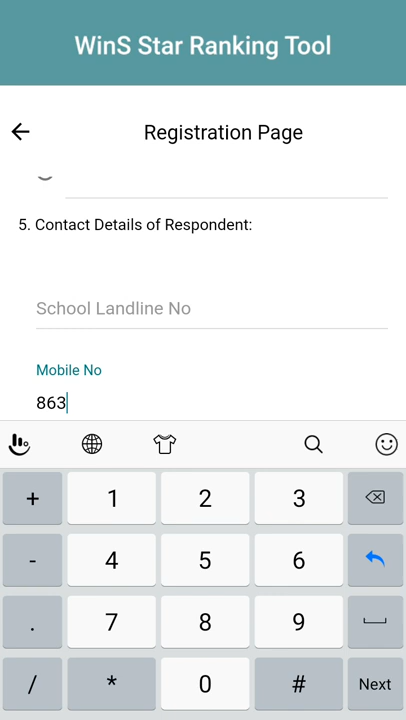 WinS Star Ranking Tool
Registration Page
5. Contact Details of Respondent:
School Landline No
Mobile No
863
+ 1 2 3
- 4 5 6
. 7 8 9
/ * 0 # Next